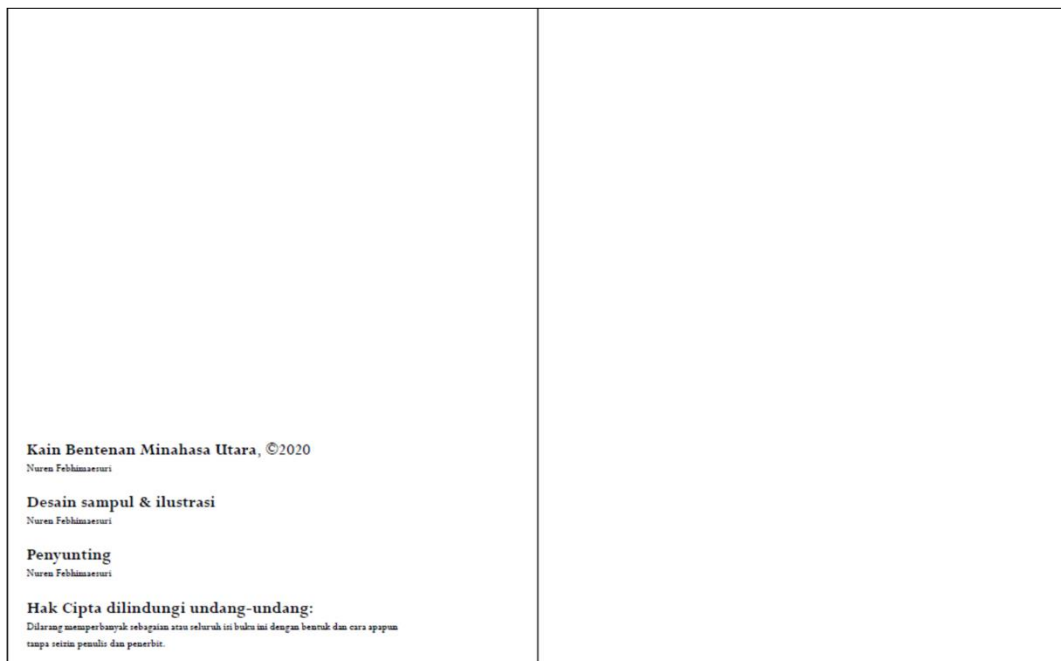 Kain Bentenan Minahasa Utara, ©2020
Nuren Febhimaesuri
Desain sampul & ilustrasi
Nuren Febhimaesuri
Penyunting
Nuren Febhimaesuri
Hak Cipta dilindungi undang-undang:
Dilarang memperbanyak sebagaian atau seluruh isi buku ini dengan bentuk dan cara apapun
tanpa seizin penulis dan penerbit.